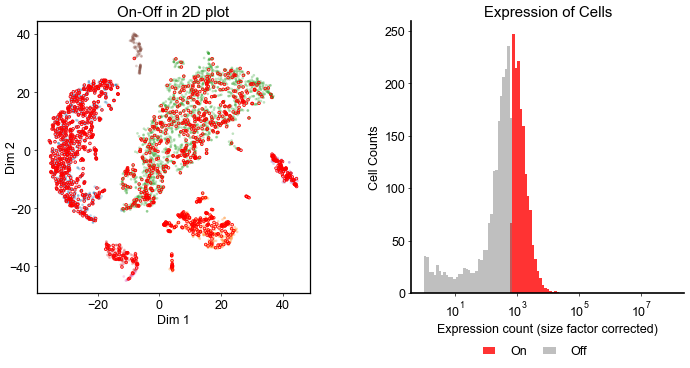 On-Off in 2D plot
Dim 2
40
20
0
−20
−40
−20
0
20
40
Dim 1
Expression of Cells
Cell Counts
250
200
150
100
50
0
10^1
10^3
10^5
10^7
Expression count (size factor corrected)
On
Off